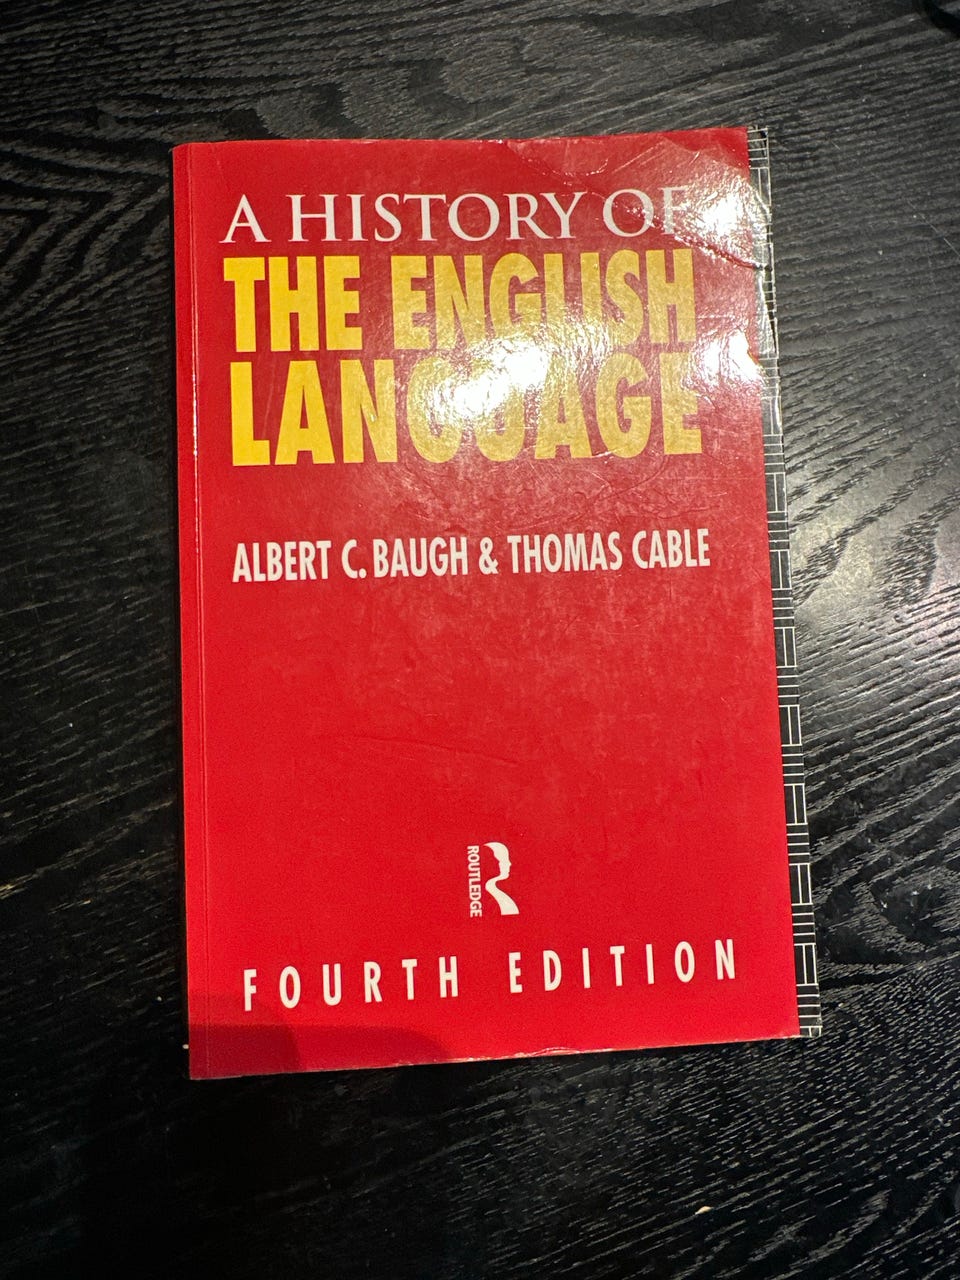 A HISTORY OF
THE ENGLISH
LANGUAGE
ALBERT C. BAUGH & THOMAS CABLE
ROUTLEDGE
FOURTH EDITION